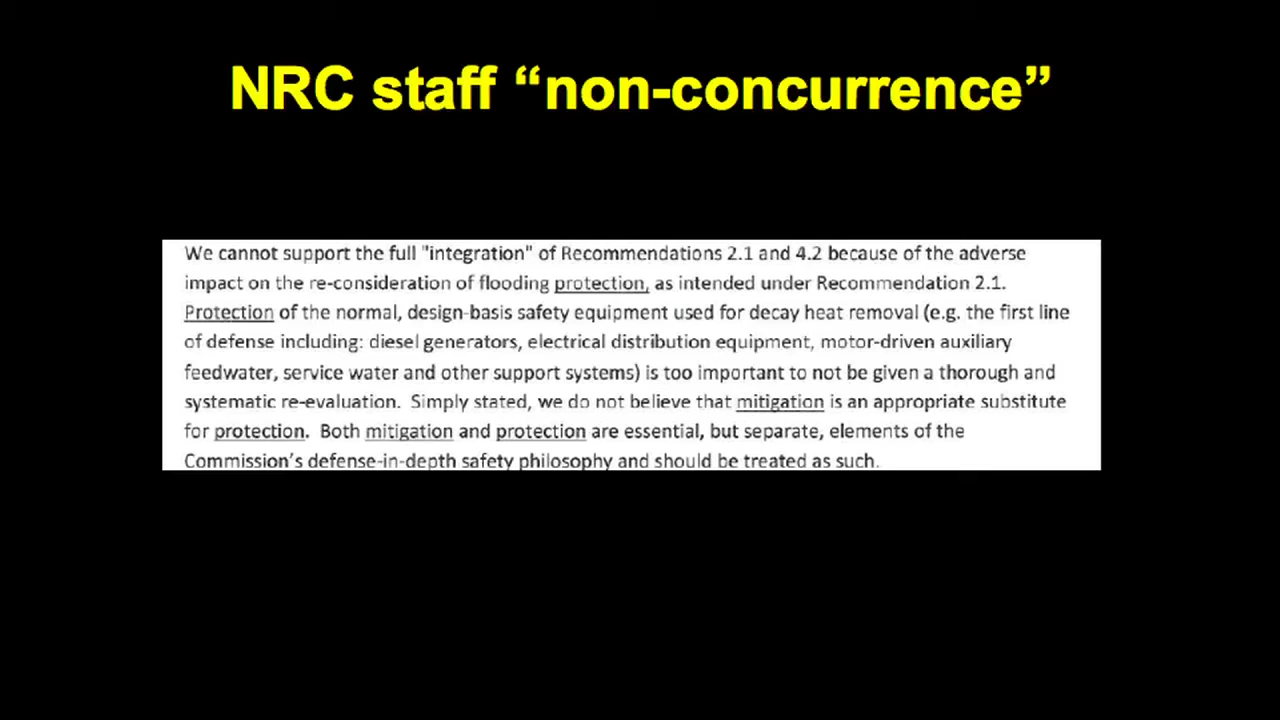 NRC staff “non-concurrence”
We cannot support the full "integration" of Recommendations 2.1 and 4.2 because of the adverse
impact on the re-consideration of flooding protection, as intended under Recommendation 2.1.
Protection of the normal, design-basis safety equipment used for decay heat removal (e.g. the first line
of defense including: diesel generators, electrical distribution equipment, motor-driven auxiliary
feedwater, service water and other support systems) is too important to not be given a thorough and
systematic re-evaluation. Simply stated, we do not believe that mitigation is an appropriate substitute
for protection. Both mitigation and protection are essential, but separate, elements of the
Commission's defense-in-depth safety philosophy and should be treated as such.